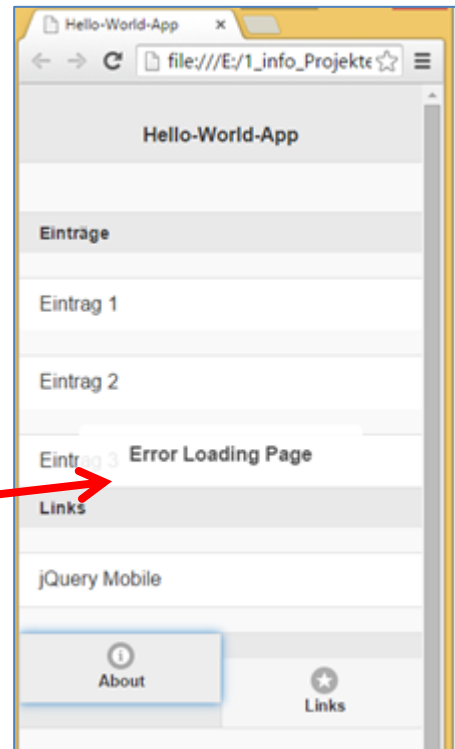 Hello-World-App
file:///E:/1_info_Projekte
Hello-World-App
Einträge
Eintrag 1
Eintrag 2
Eintrag 3
Error Loading Page
Links
jQuery Mobile
About
Links